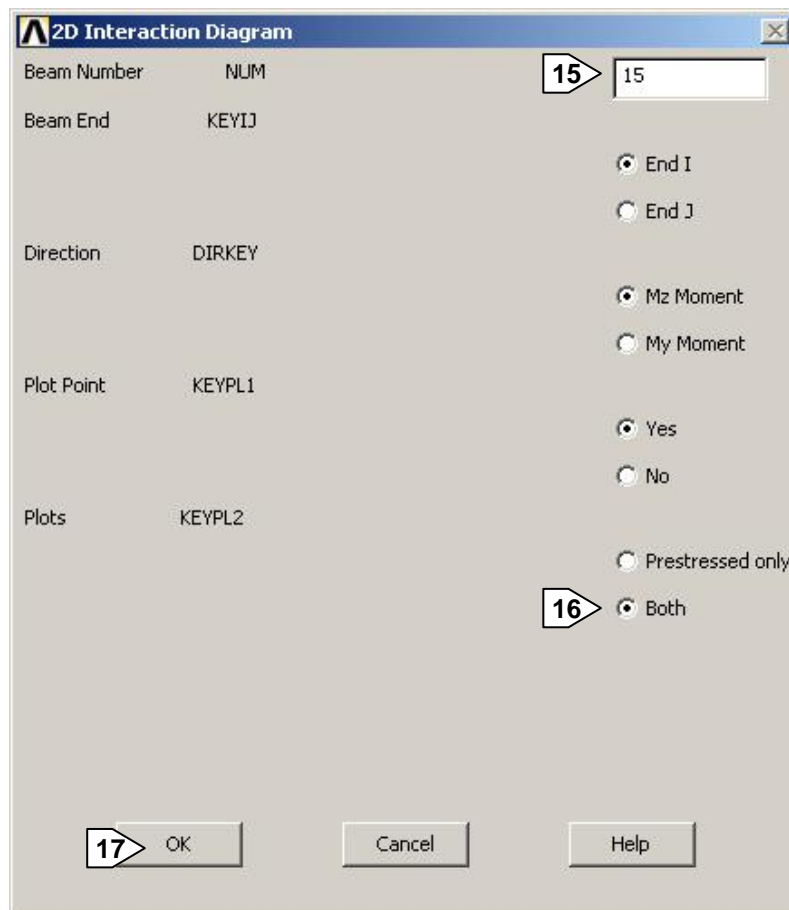 2D Interaction Diagram
Beam Number NUM 15 15
Beam End KEYIJ
End I
End J
Direction DIRKEY
Mz Moment
My Moment
Plot Point KEYPL1
Yes
No
Plots KEYPL2
Prestressed only
16 Both
17 OK Cancel Help